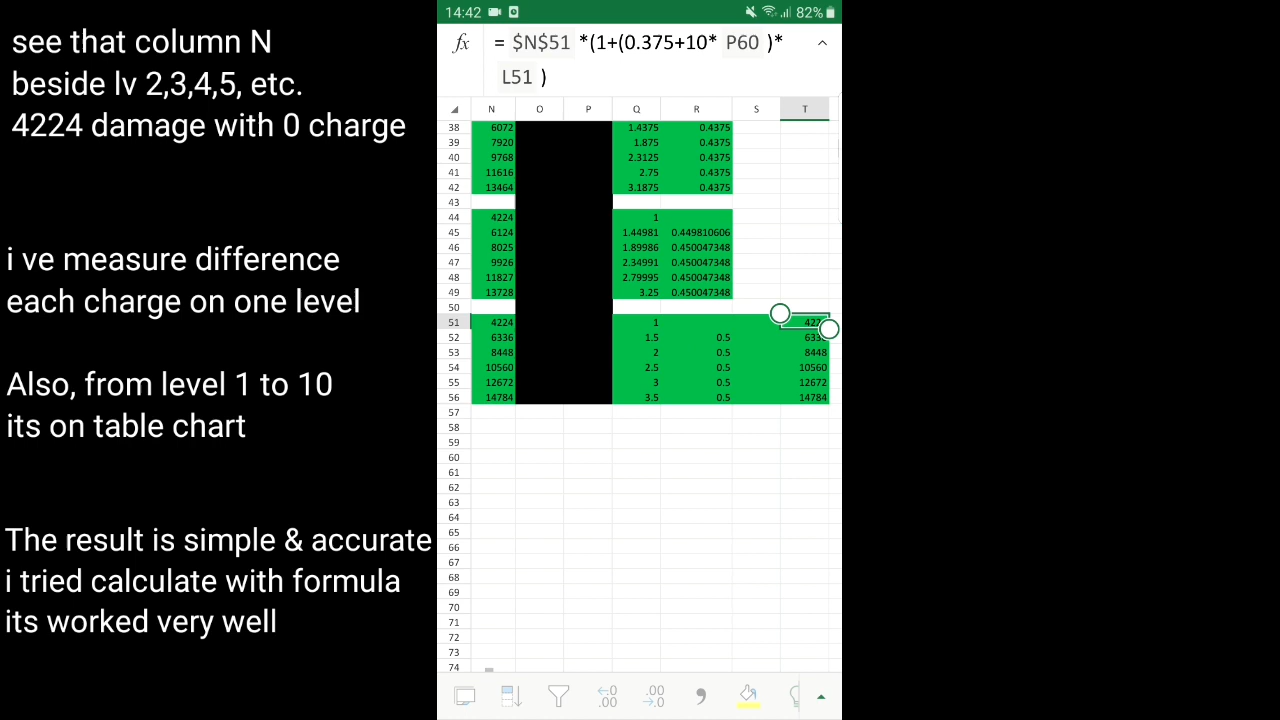 see that column N
beside lv 2,3,4,5, etc.
4224 damage with 0 charge
i ve measure difference
each charge on one level
Also, from level 1 to 10
its on table chart
The result is simple & accurate
i tried calculate with formula
its worked very well
14:42 82%
fx = $N$51 *(1+(0.375+10* P60 )*
L51 )
N O P Q R S T
38 6072 1.4375 0.4375
39 7920 1.875 0.4375
40 9768 2.3125 0.4375
41 11616 2.75 0.4375
42 13464 3.1875 0.4375
43
44 4224 1
45 6124 1.44981 0.449810606
46 8025 1.89986 0.450047348
47 9926 2.34991 0.450047348
48 11827 2.79995 0.450047348
49 13728 3.25 0.450047348
50
51 4224 1
52 6336 1.5 0.5
53 8448 2 0.5 8448
54 10560 2.5 0.5 10560
55 12672 3 0.5 12672
56 14784 3.5 0.5 14784
57
58
59
60
61
62
63
64
65
66
67
68
69
70
71
72
73
74
←.0 .00
.00 →.0